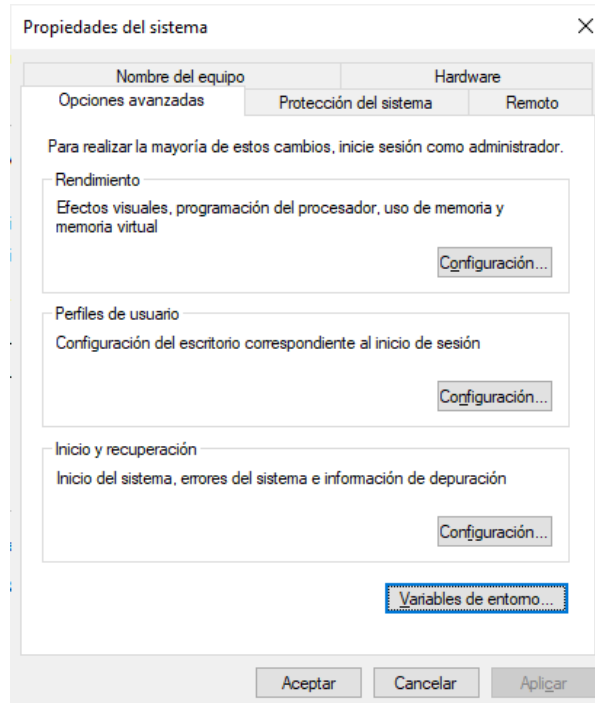 Propiedades del sistema
Nombre del equipo
Hardware
Opciones avanzadas
Protección del sistema
Remoto
Para realizar la mayoría de estos cambios, inicie sesión como administrador.
Rendimiento
Efectos visuales, programación del procesador, uso de memoria y
memoria virtual
Configuración...
Perfiles de usuario
Configuración del escritorio correspondiente al inicio de sesión
Configuración...
Inicio y recuperación
Inicio del sistema, errores del sistema e información de depuración
Configuración...
Variables de entorno...
Aceptar
Cancelar
Aplicar